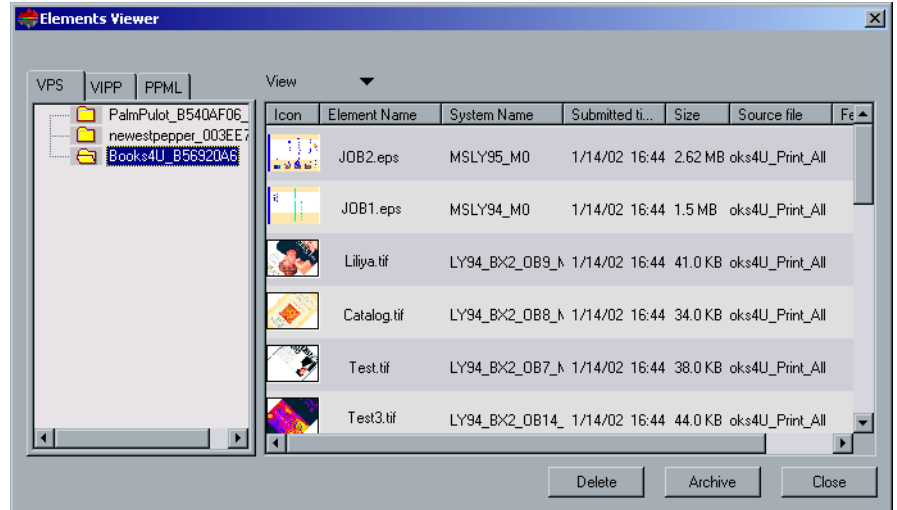 Elements Viewer
VPS VIPP PPML View
PalmPulot_B540AF06_
newestpepper_003EE7
Books4U_B56920A6
Icon Element Name System Name Submitted ti... Size Source file Fe
JOB2.eps MSLY95_M0 1/14/02 16:44 2.62 MB oks4U_Print_All
JOB1.eps MSLY94_M0 1/14/02 16:44 1.5 MB oks4U_Print_All
Liliya.tif LY94_BX2_OB9_M 1/14/02 16:44 41.0 KB oks4U_Print_All
Catalog.tif LY94_BX2_OB8_M 1/14/02 16:44 34.0 KB oks4U_Print_All
Test.tif LY94_BX2_OB7_M 1/14/02 16:44 38.0 KB oks4U_Print_All
Test3.tif LY94_BX2_OB14_ 1/14/02 16:44 44.0 KB oks4U_Print_All
Delete Archive Close